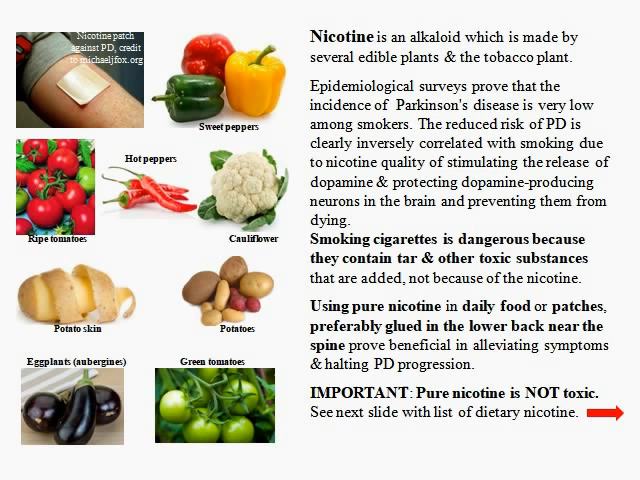 Nicotine patch
against PD, credit
to michaeljfox.org
Sweet peppers
Hot peppers
Ripe tomatoes
Cauliflower
Potato skin
Potatoes
Eggplants (aubergines)
Green tomatoes
Nicotine is an alkaloid which is made by
several edible plants & the tobacco plant.
Epidemiological surveys prove that the
incidence of Parkinson's disease is very low
among smokers. The reduced risk of PD is
clearly inversely correlated with smoking due
to nicotine quality of stimulating the release of
dopamine & protecting dopamine-producing
neurons in the brain and preventing them from
dying.
Smoking cigarettes is dangerous because
they contain tar & other toxic substances
that are added, not because of the nicotine.
Using pure nicotine in daily food or patches,
preferably glued in the lower back near the
spine prove beneficial in alleviating symptoms
& halting PD progression.
IMPORTANT: Pure nicotine is NOT toxic.
See next slide with list of dietary nicotine.